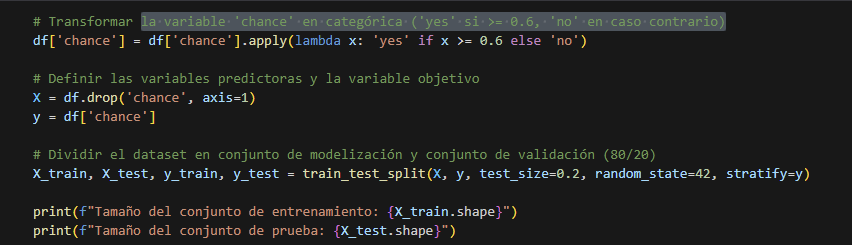 # Transformar la variable 'chance' en categórica ('yes' si >= 0.6, 'no' en caso contrario)
df['chance'] = df['chance'].apply(lambda x: 'yes' if x >= 0.6 else 'no')
# Definir las variables predictoras y la variable objetivo
X = df.drop('chance', axis=1)
y = df['chance']
# Dividir el dataset en conjunto de modelización y conjunto de validación (80/20)
X_train, X_test, y_train, y_test = train_test_split(X, y, test_size=0.2, random_state=42, stratify=y)
print(f"Tamaño del conjunto de entrenamiento: {X_train.shape}")
print(f"Tamaño del conjunto de prueba: {X_test.shape}")